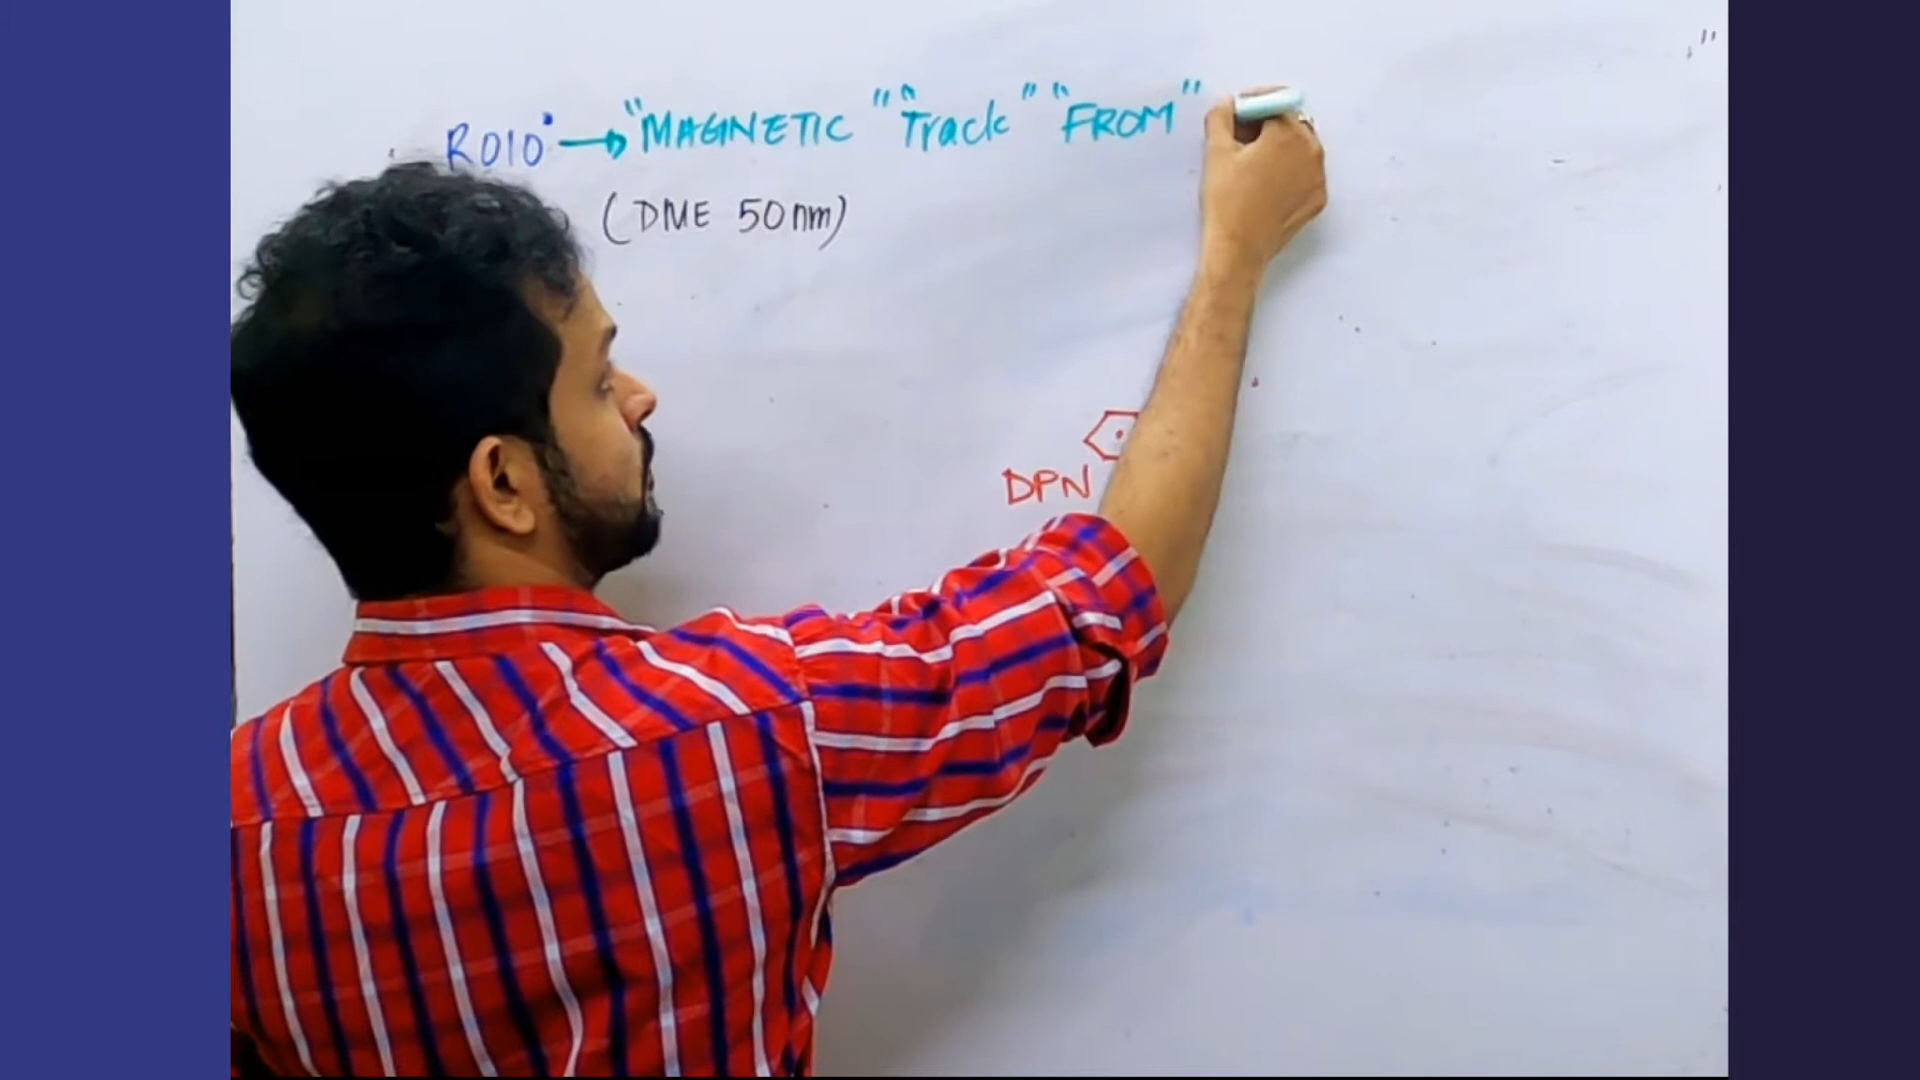 R010° → "MAGNETIC" "Track" "FROM"
(DME 50nm)
DPN